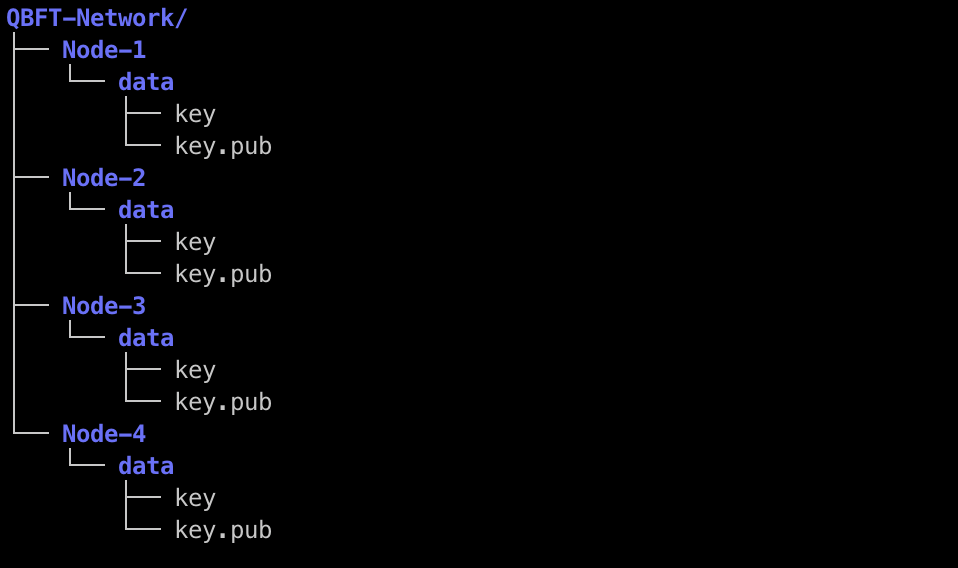 QBFT-Network/
├── Node-1
│   └── data
│       ├── key
│       └── key.pub
├── Node-2
│   └── data
│       ├── key
│       └── key.pub
├── Node-3
│   └── data
│       ├── key
│       └── key.pub
└── Node-4
    └── data
        ├── key
        └── key.pub